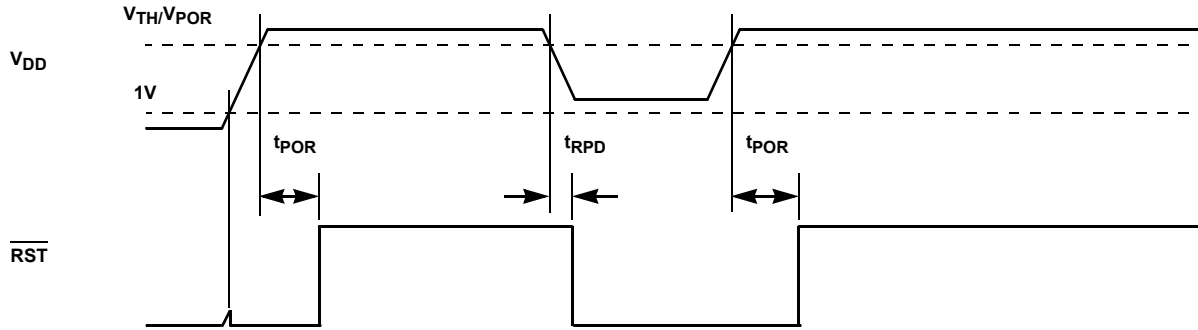 VTH/VPOR
VDD
1V
tPOR
tRPD
tPOR
RST